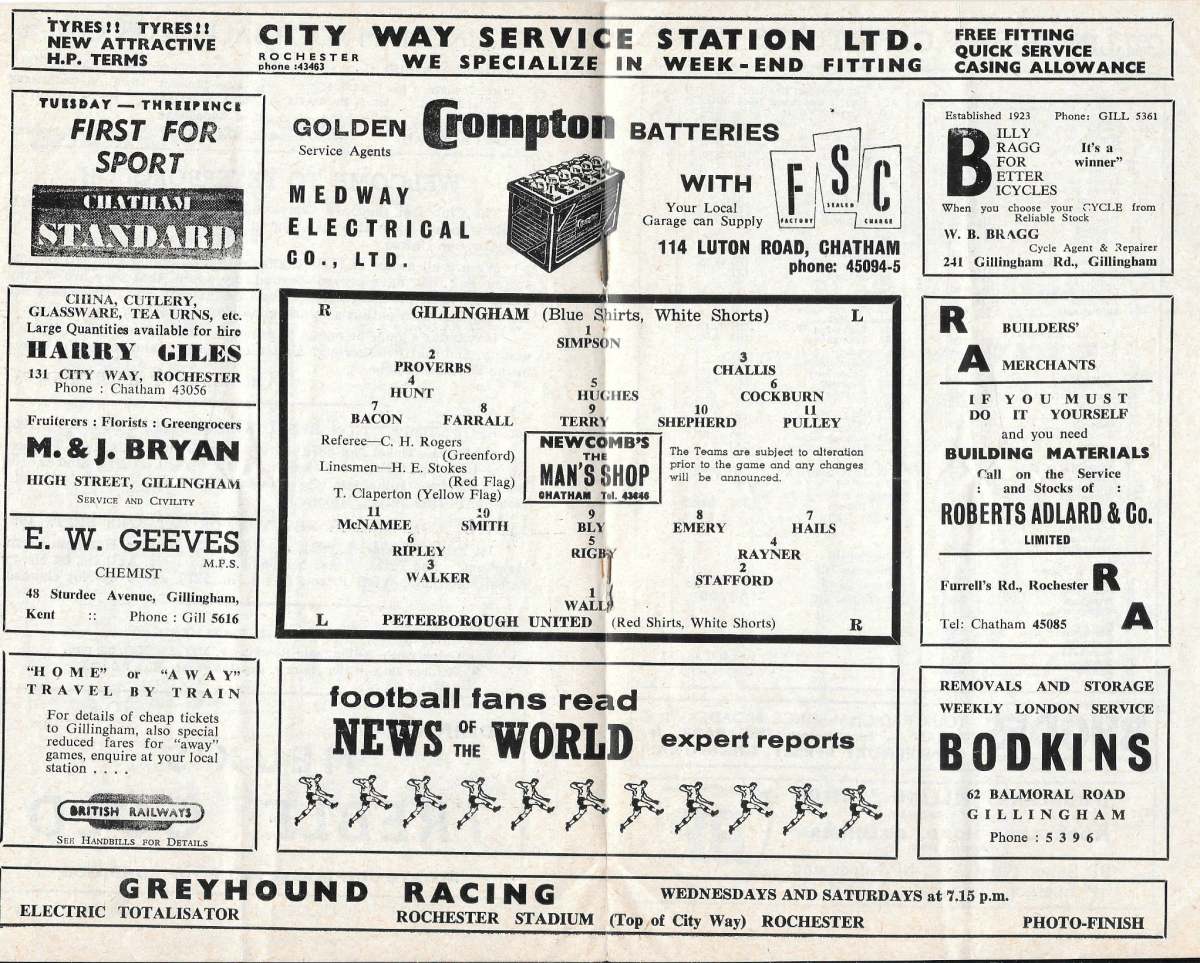 TYRES!! TYRES!!
NEW ATTRACTIVE
H.P. TERMS
CITY WAY SERVICE STATION LTD.
ROCHESTER
phone :43463
WE SPECIALIZE IN WEEK-END FITTING
FREE FITTING
QUICK SERVICE
CASING ALLOWANCE
TUESDAY — THREEPENCE
FIRST FOR
SPORT
CHATHAM
STANDARD
GOLDEN Crompton BATTERIES
Service Agents
MEDWAY
ELECTRICAL
CO., LTD.
Crompton
WITH
Your Local
Garage can Supply
F S C
FACTORY SEALED CHARGE
114 LUTON ROAD, CHATHAM
phone: 45094-5
Established 1923 Phone: GILL 5361
BILLY
BRAGG
FOR
BETTER
BICYCLES
It's a
winner"
When you choose your CYCLE from
Reliable Stock
W. B. BRAGG
Cycle Agent & Repairer
241 Gillingham Rd., Gillingham
CHINA, CUTLERY,
GLASSWARE, TEA URNS, etc.
Large Quantities available for hire
HARRY GILES
131 CITY WAY, ROCHESTER
Phone : Chatham 43056
Fruiterers : Florists : Greengrocers
M. & J. BRYAN
HIGH STREET, GILLINGHAM
SERVICE AND CIVILITY
E. W. GEEVES
M.P.S.
CHEMIST
48 Sturdee Avenue, Gillingham,
Kent :: Phone : Gill 5616
R GILLINGHAM (Blue Shirts, White Shorts) L
1
SIMPSON
2 3
PROVERBS CHALLIS
4 5 6
HUNT HUGHES COCKBURN
7 8 9 10 11
BACON FARRALL TERRY SHEPHERD PULLEY
Referee—C. H. Rogers
(Greenford)
Linesmen—H. E. Stokes
(Red Flag)
T. Claperton (Yellow Flag)
NEWCOMB'S
THE
MAN'S SHOP
CHATHAM Tel. 43646
The Teams are subject to alteration
prior to the game and any changes
will be announced.
11 10 9 8 7
McNAMEE SMITH BLY EMERY HAILS
6 5 4
RIPLEY RIGBY RAYNER
3 2
WALKER STAFFORD
1
WALLS
L PETERBOROUGH UNITED (Red Shirts, White Shorts) R
R BUILDERS'
A MERCHANTS
IF YOU MUST
DO IT YOURSELF
and you need
BUILDING MATERIALS
Call on the Service
: and Stocks of :
ROBERTS ADLARD & Co.
LIMITED
Furrell's Rd., Rochester R
Tel: Chatham 45085 A
"HOME" or "AWAY"
TRAVEL BY TRAIN
For details of cheap tickets
to Gillingham, also special
reduced fares for "away"
games, enquire at your local
station . . . .
BRITISH RAILWAYS
SEE HANDBILLS FOR DETAILS
football fans read
NEWS OF THE WORLD expert reports
REMOVALS AND STORAGE
WEEKLY LONDON SERVICE
BODKINS
62 BALMORAL ROAD
GILLINGHAM
Phone : 5396
GREYHOUND RACING WEDNESDAYS AND SATURDAYS at 7.15 p.m.
ELECTRIC TOTALISATOR ROCHESTER STADIUM (Top of City Way) ROCHESTER PHOTO-FINISH